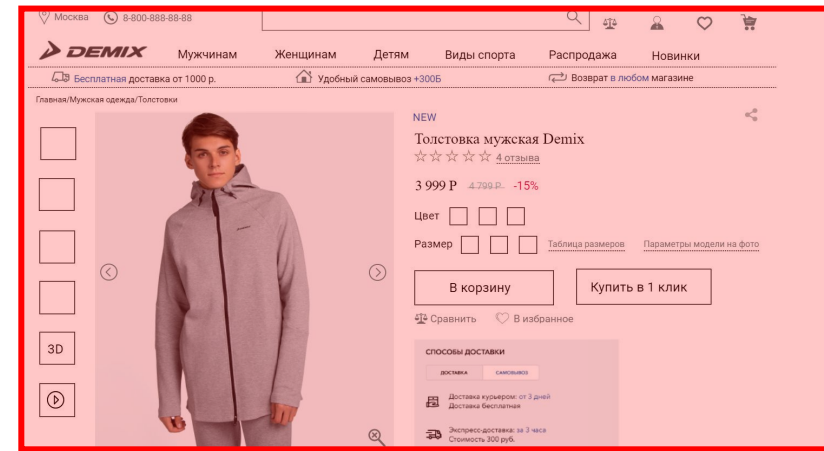 Москва 8-800-888-88-88
DEMIX Мужчинам Женщинам Детям Виды спорта Распродажа Новинки
Бесплатная доставка от 1000 р. Удобный самовывоз +300Б Возврат в любом магазине
Главная/Мужская одежда/Толстовки
NEW
Толстовка мужская Demix
4 отзыва
3 999 Р 4 799 Р -15%
Цвет
Размер Таблица размеров Параметры модели на фото
В корзину Купить в 1 клик
Сравнить В избранное
3D
СПОСОБЫ ДОСТАВКИ
ДОСТАВКА САМОВЫВОЗ
Доставка курьером: от 3 дней
Доставка бесплатная
Экспресс-доставка: за 3 часа
Стоимость 300 руб.